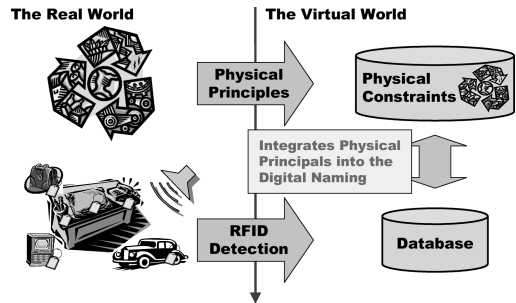 The Real World
The Virtual World
Physical
Principles
Physical
Constraints
Integrates Physical
Principals into the
Digital Naming
RFID
Detection
Database